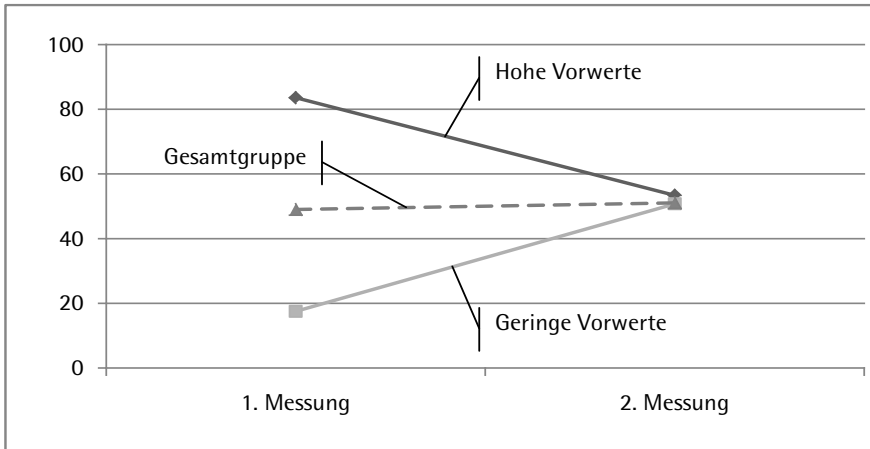 100
80
60
40
20
0
Hohe Vorwerte
Gesamtgruppe
Geringe Vorwerte
1. Messung
2. Messung